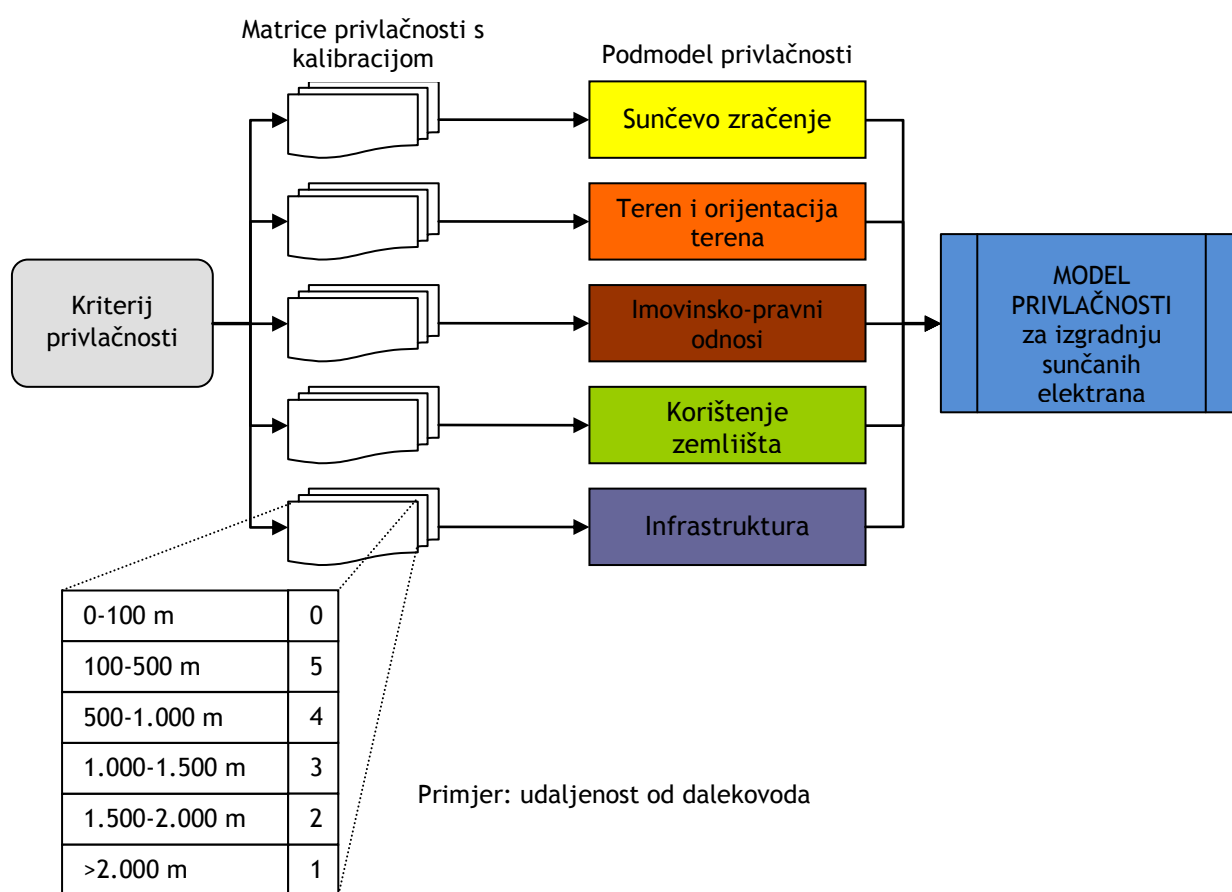 Matrice privlačnosti s
kalibracijom
Podmodel privlačnosti
Sunčevo zračenje
Teren i orijentacija
terena
Kriterij
privlačnosti
Imovinsko-pravni
odnosi
MODEL
PRIVLAČNOSTI
za izgradnju
sunčanih
elektrana
Korištenje
zemljišta
Infrastruktura
0-100 m 0
100-500 m 5
500-1.000 m 4
1.000-1.500 m 3
1.500-2.000 m 2
>2.000 m 1
Primjer: udaljenost od dalekovoda